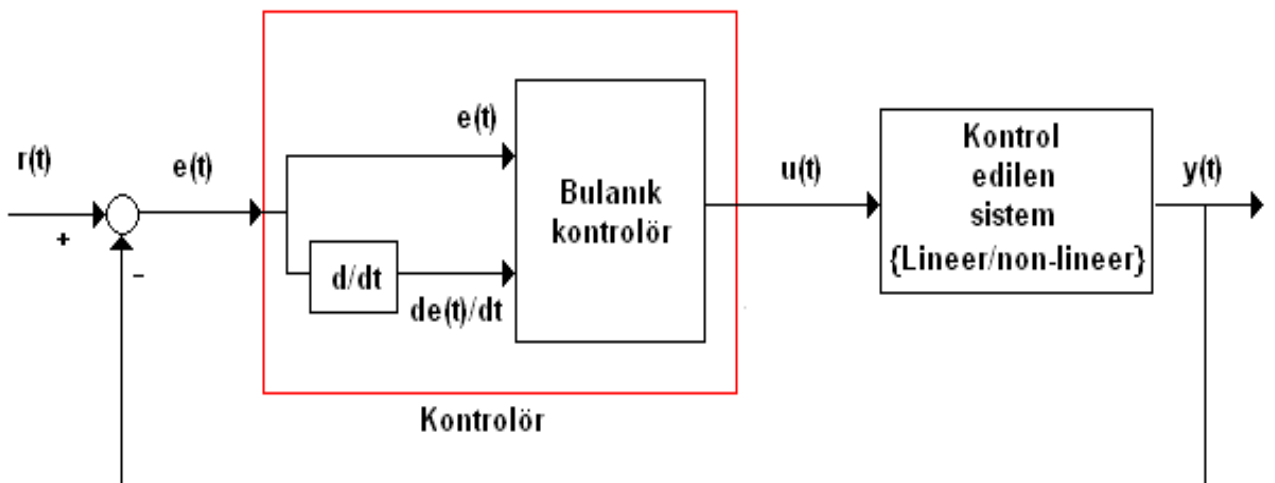 r(t)
+
-
e(t)
e(t)
d/dt
de(t)/dt
Bulanık
kontrolör
Kontrolör
u(t)
Kontrol
edilen
sistem
{Lineer/non-lineer}
y(t)